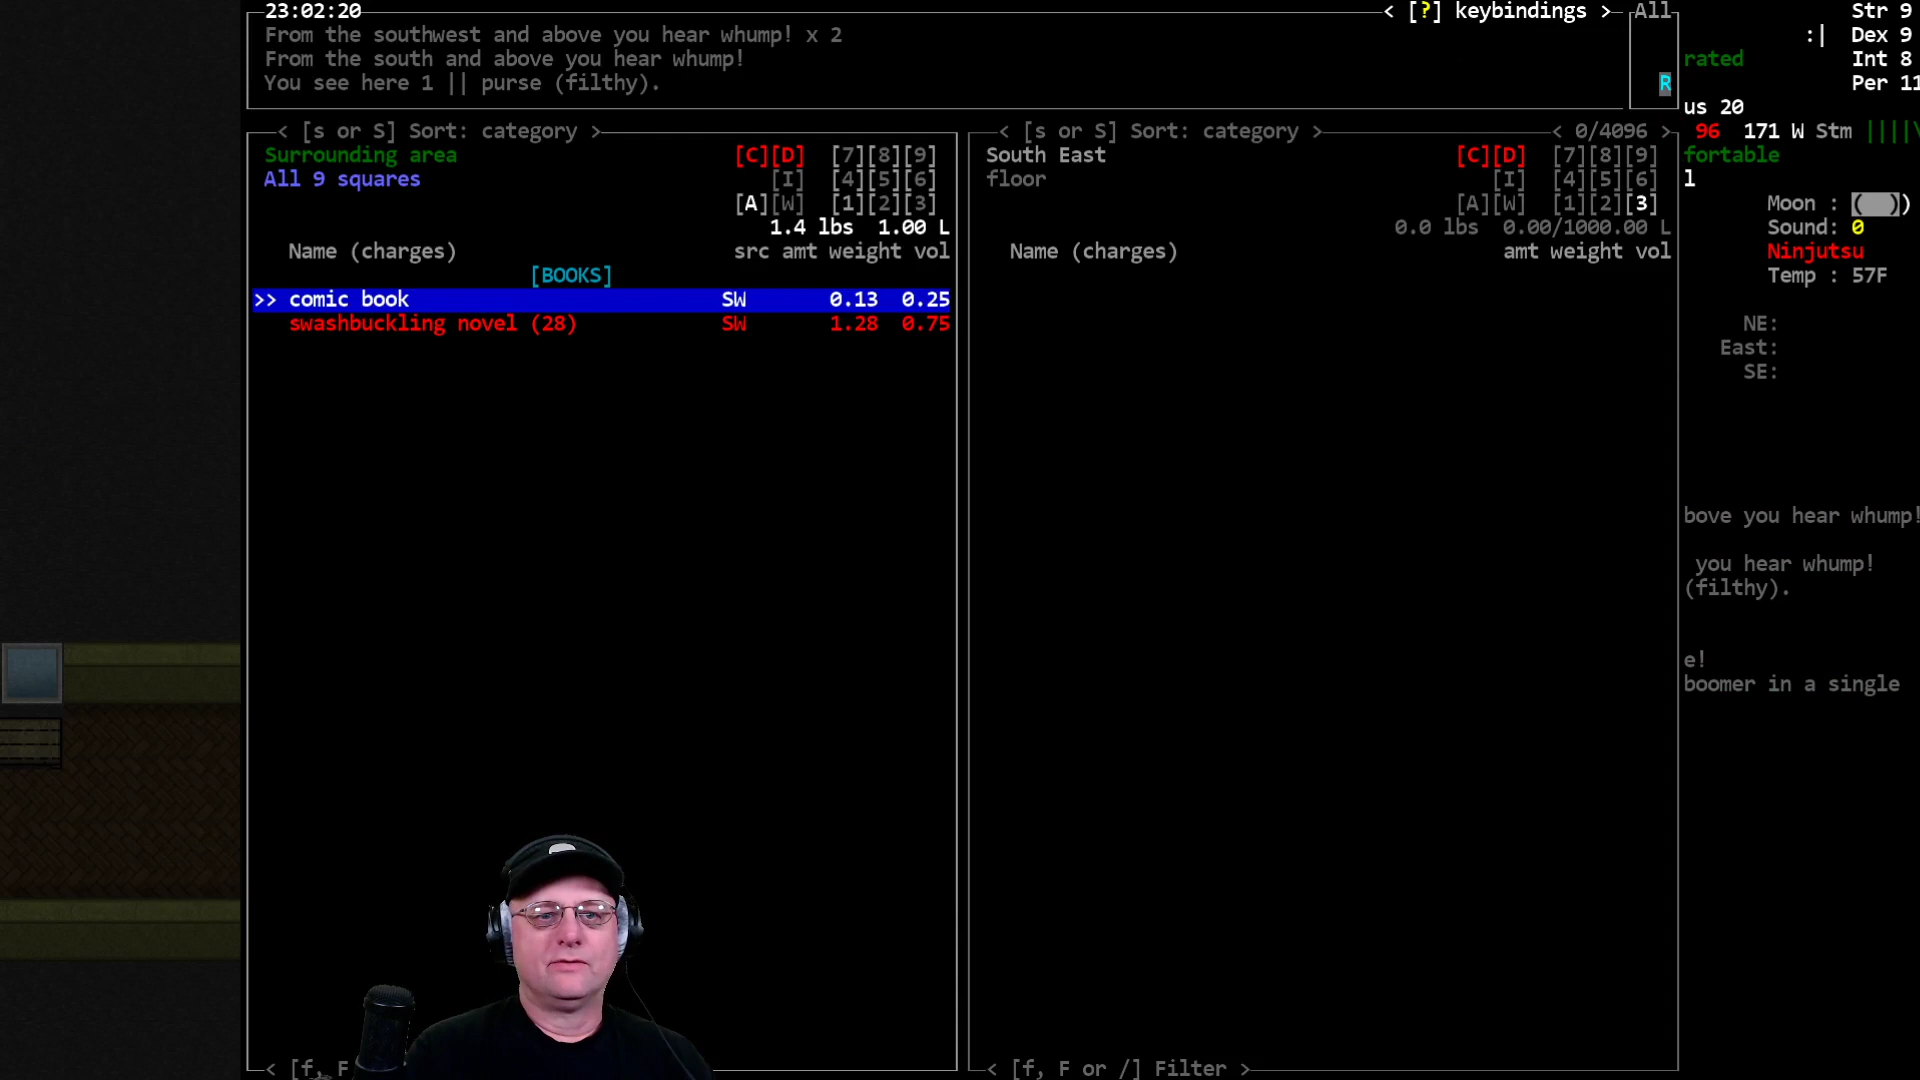 23:02:20
< [?] keybindings >
All
Str 9
From the southwest and above you hear whump! x 2
:| Dex 9
From the south and above you hear whump!
rated Int 8
You see here 1 || purse (filthy).
R
Per 11
us 20
< [s or S] Sort: category >
< [s or S] Sort: category >
< 0/4096 >
96 171 W Stm ||||\
Surrounding area [C][D] [7][8][9]
South East [C][D] [7][8][9]
fortable
All 9 squares [I] [4][5][6]
floor [I] [4][5][6]
l
[A][W] [1][2][3]
[A][W] [1][2][3]
Moon : ( ))
1.4 lbs 1.00 L
0.0 lbs 0.00/1000.00 L
Sound: 0
Name (charges) src amt weight vol
Name (charges) amt weight vol
Ninjutsu
[BOOKS]
Temp : 57F
>> comic book SW 0.13 0.25
swashbuckling novel (28) SW 1.28 0.75
NE:
East:
SE:
bove you hear whump!
you hear whump!
(filthy).
e!
boomer in a single
< [f, F
< [f, F or /] Filter >